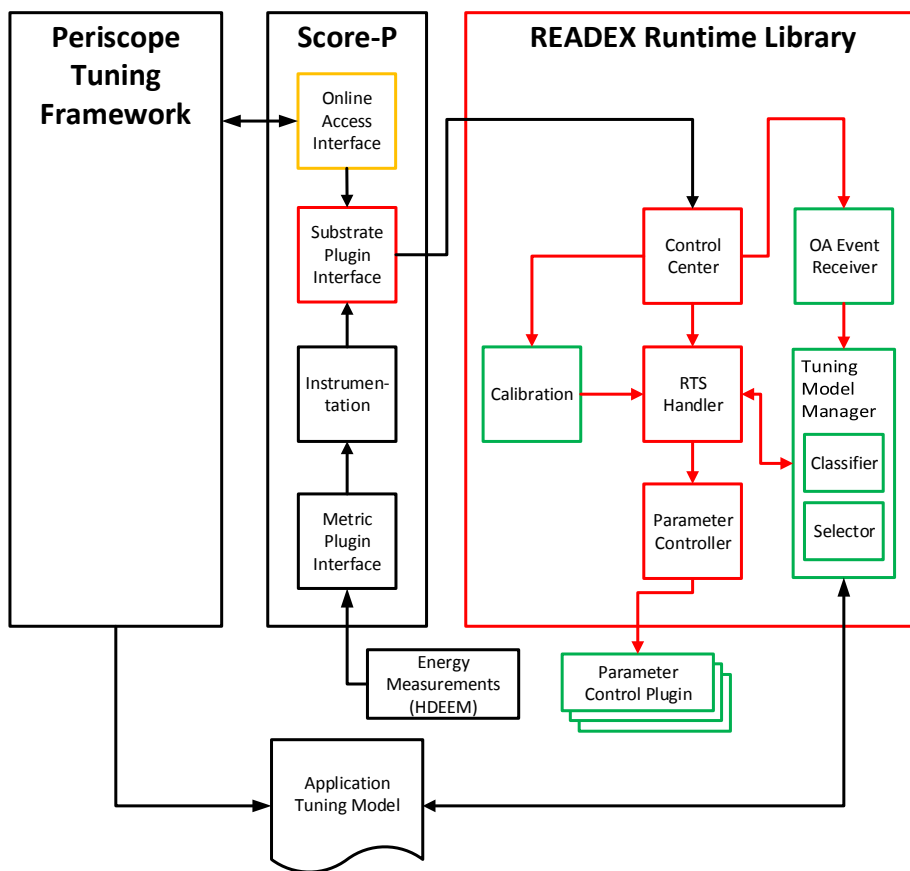 Periscope
Tuning
Framework
Score-P
READEX Runtime Library
Online
Access
Interface
Substrate
Plugin
Interface
Control
Center
OA Event
Receiver
Instrumen-
tation
Calibration
RTS
Handler
Tuning
Model
Manager
Classifier
Selector
Metric
Plugin
Interface
Parameter
Controller
Energy
Measurements
(HDEEM)
Parameter
Control Plugin
Application
Tuning Model